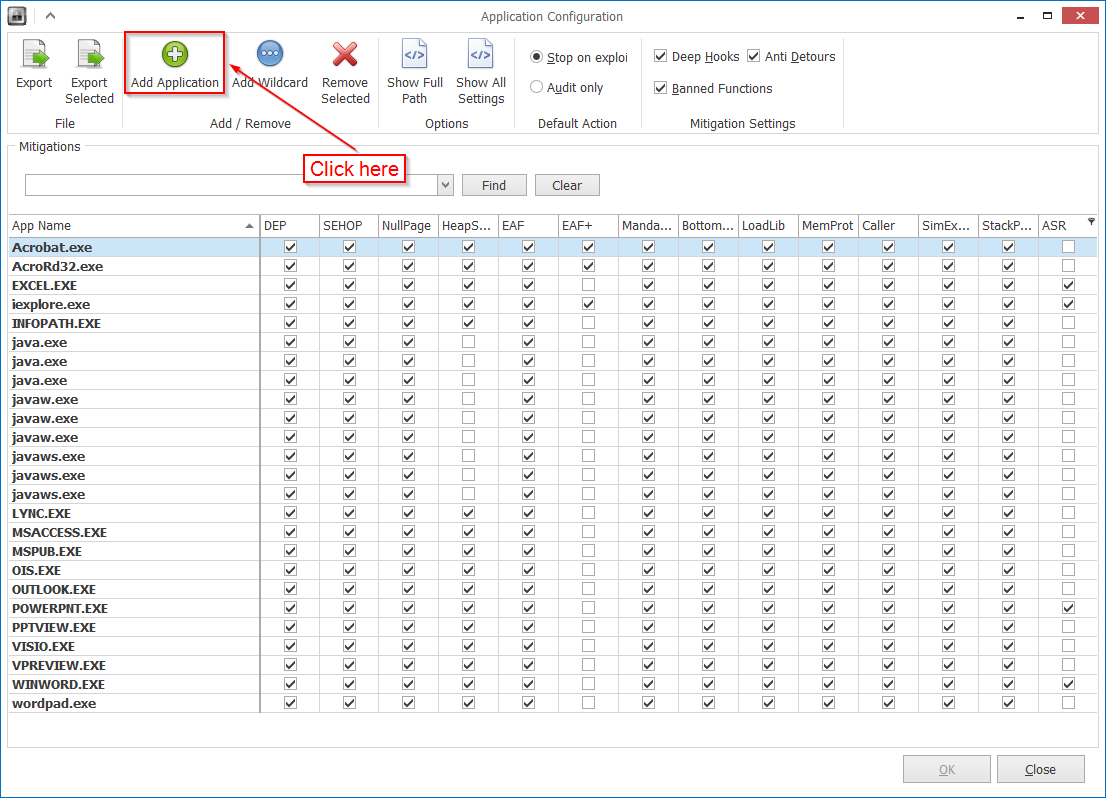 Application Configuration
Export
Export Selected
Add Application
Add Wildcard
Remove Selected
Show Full Path
Show All Settings
Stop on exploi
Audit only
Deep Hooks
Anti Detours
Banned Functions
File
Add / Remove
Options
Default Action
Mitigation Settings
Click here
Mitigations
Find
Clear
App Name DEP SEHOP NullPage HeapS... EAF EAF+ Manda... Bottom... LoadLib MemProt Caller SimEx... StackP... ASR
Acrobat.exe
AcroRd32.exe
EXCEL.EXE
iexplore.exe
INFOPATH.EXE
java.exe
java.exe
java.exe
javaw.exe
javaw.exe
javaw.exe
javaws.exe
javaws.exe
javaws.exe
LYNC.EXE
MSACCESS.EXE
MSPUB.EXE
OIS.EXE
OUTLOOK.EXE
POWERPNT.EXE
PPTVIEW.EXE
VISIO.EXE
VPREVIEW.EXE
WINWORD.EXE
wordpad.exe
OK
Close